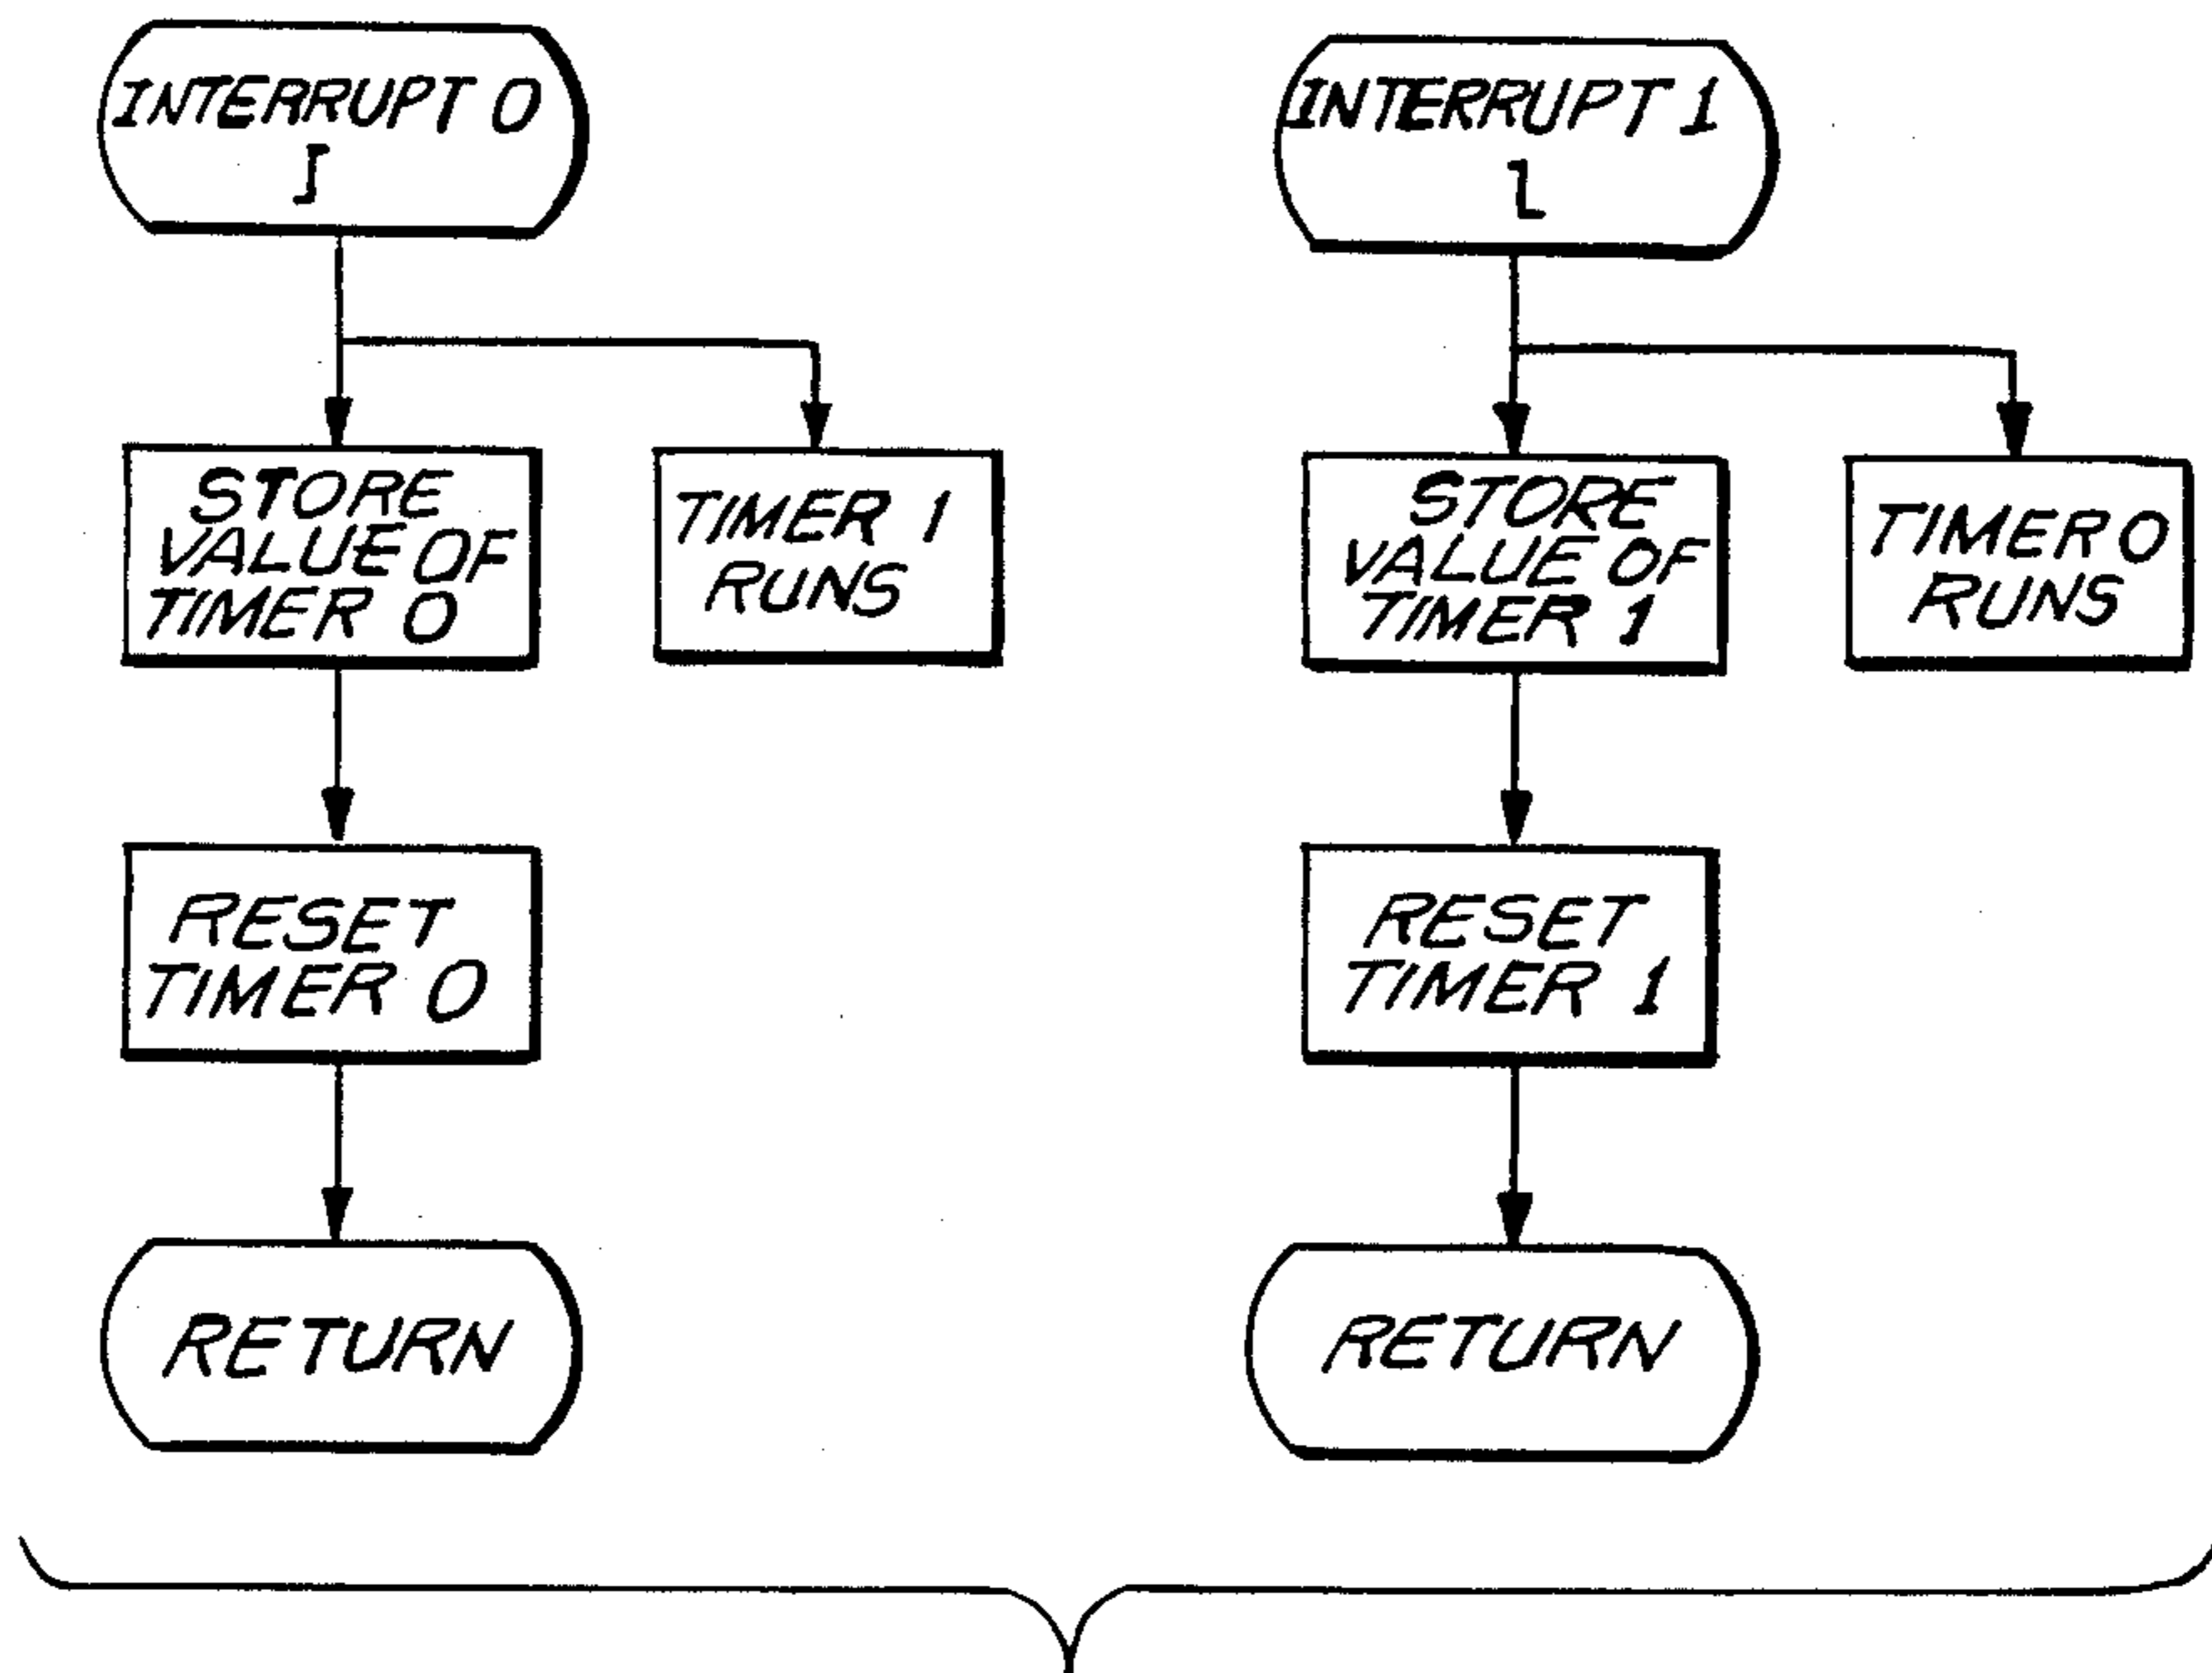 INTERRUPT 0
STORE
VALUE OF
TIMER 0
TIMER 1
RUNS
RESET
TIMER 0
RETURN
INTERRUPT 1
STORE
VALUE OF
TIMER 1
TIMER 0
RUNS
RESET
TIMER 1
RETURN